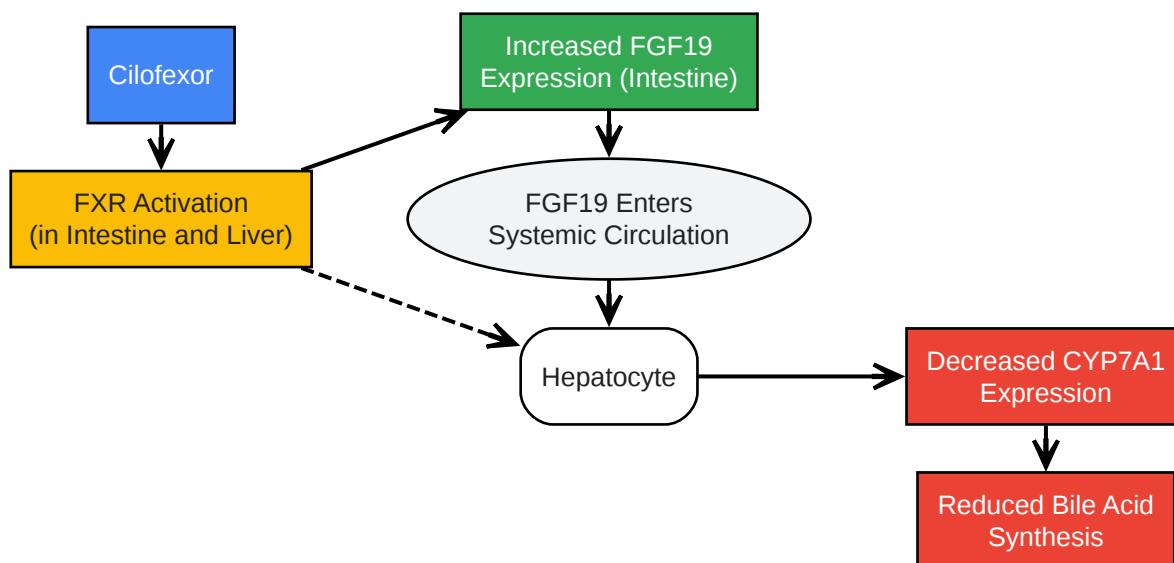 Cilofexor
Increased FGF19
Expression (Intestine)
FXR Activation
(in Intestine and Liver)
FGF19 Enters
Systemic Circulation
Hepatocyte
Decreased CYP7A1
Expression
Reduced Bile Acid
Synthesis